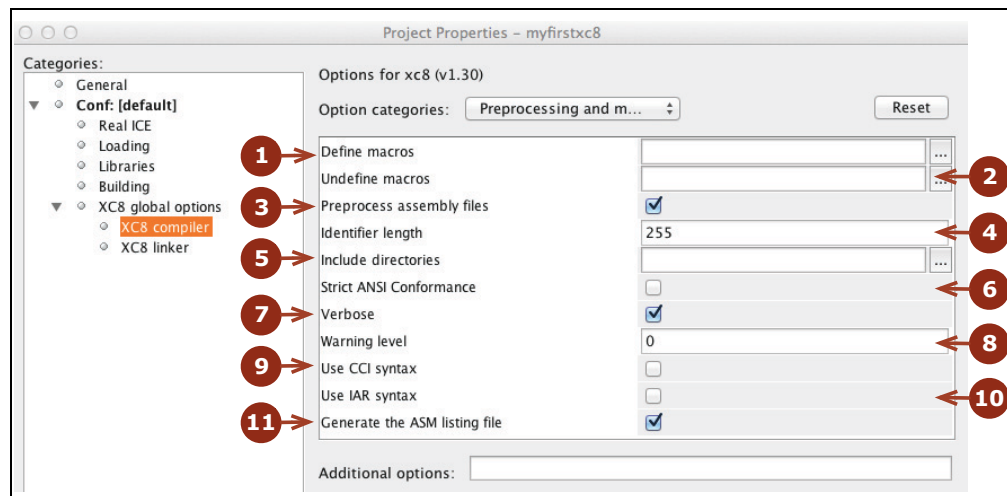 Project Properties – myfirstxc8
Categories:
General
Conf: [default]
Real ICE
Loading
Libraries
Building
XC8 global options
XC8 compiler
XC8 linker
Options for xc8 (v1.30)
Option categories: Preprocessing and m... Reset
1 Define macros ...
Undefine macros ... 2
3 Preprocess assembly files
Identifier length 255 4
5 Include directories ...
Strict ANSI Conformance 6
7 Verbose
Warning level 0 8
9 Use CCI syntax
Use IAR syntax 10
11 Generate the ASM listing file
Additional options: